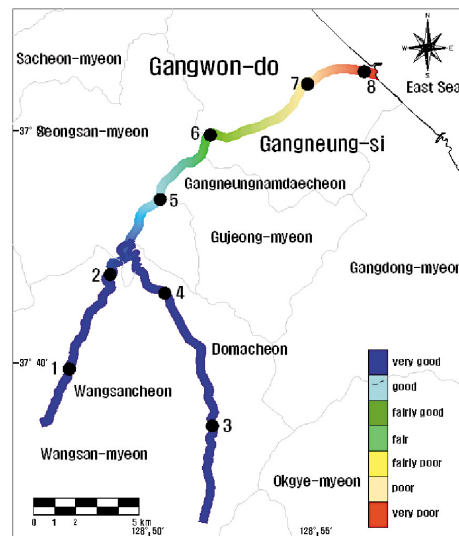 N
W E
S
Sacheon-myeon
Gangwon-do
7
8
East Sea
37° 8
Seongsan-myeon
6
Gangneung-si
Gangneungnamdaecheon
5
Gujeong-myeon
2
Gangdong-myeon
4
37° 40
Domacheon
1
Wangsancheon
very good
good
fairly good
3
fair
Wangsan-myeon
fairly poor
Okgye-myeon
poor
very poor
0 1 2 5 km
128° 50' 128° 55'